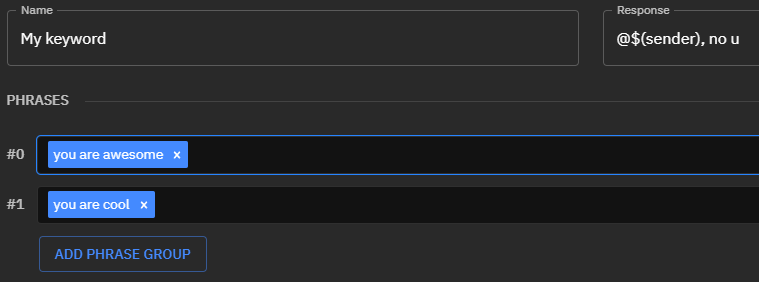 Name
Response
My keyword
@$(sender), no u
PHRASES
#0
you are awesome ×
#1
you are cool ×
ADD PHRASE GROUP